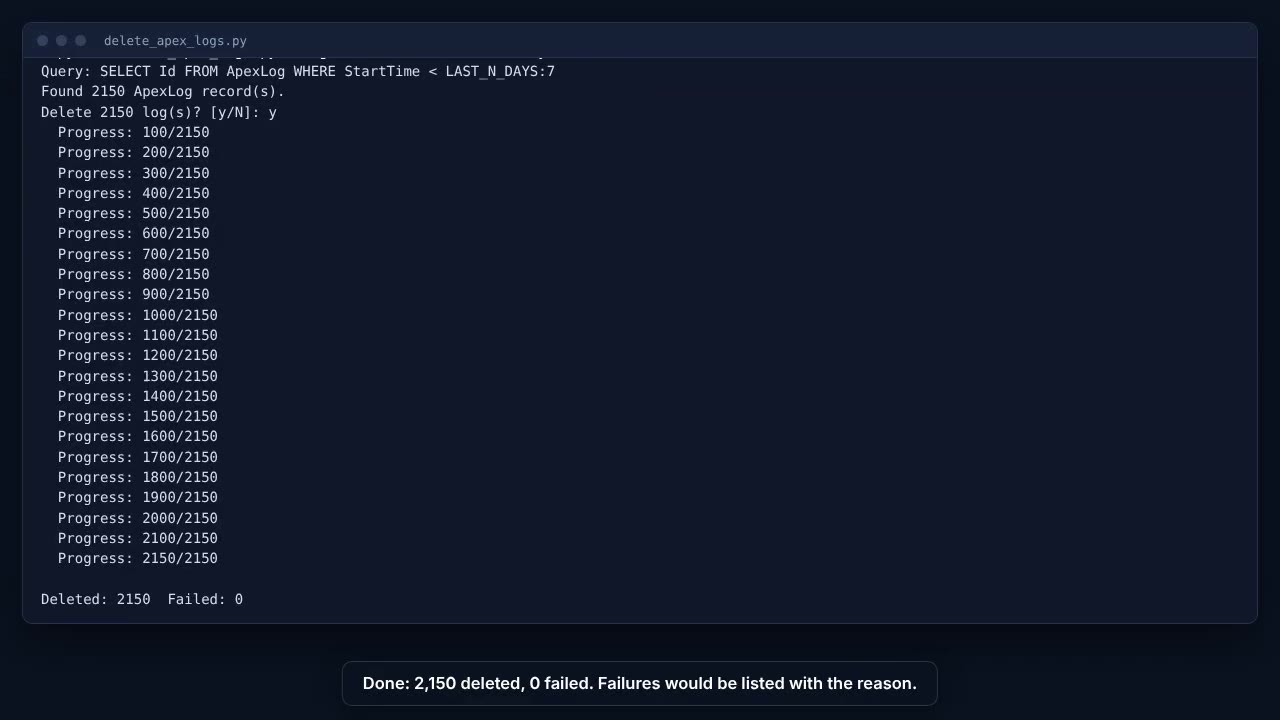 delete_apex_logs.py
Query: SELECT Id FROM ApexLog WHERE StartTime < LAST_N_DAYS:7
Found 2150 ApexLog record(s).
Delete 2150 log(s)? [y/N]: y
Progress: 100/2150
Progress: 200/2150
Progress: 300/2150
Progress: 400/2150
Progress: 500/2150
Progress: 600/2150
Progress: 700/2150
Progress: 800/2150
Progress: 900/2150
Progress: 1000/2150
Progress: 1100/2150
Progress: 1200/2150
Progress: 1300/2150
Progress: 1400/2150
Progress: 1500/2150
Progress: 1600/2150
Progress: 1700/2150
Progress: 1800/2150
Progress: 1900/2150
Progress: 2000/2150
Progress: 2100/2150
Progress: 2150/2150
Deleted: 2150  Failed: 0
Done: 2,150 deleted, 0 failed. Failures would be listed with the reason.